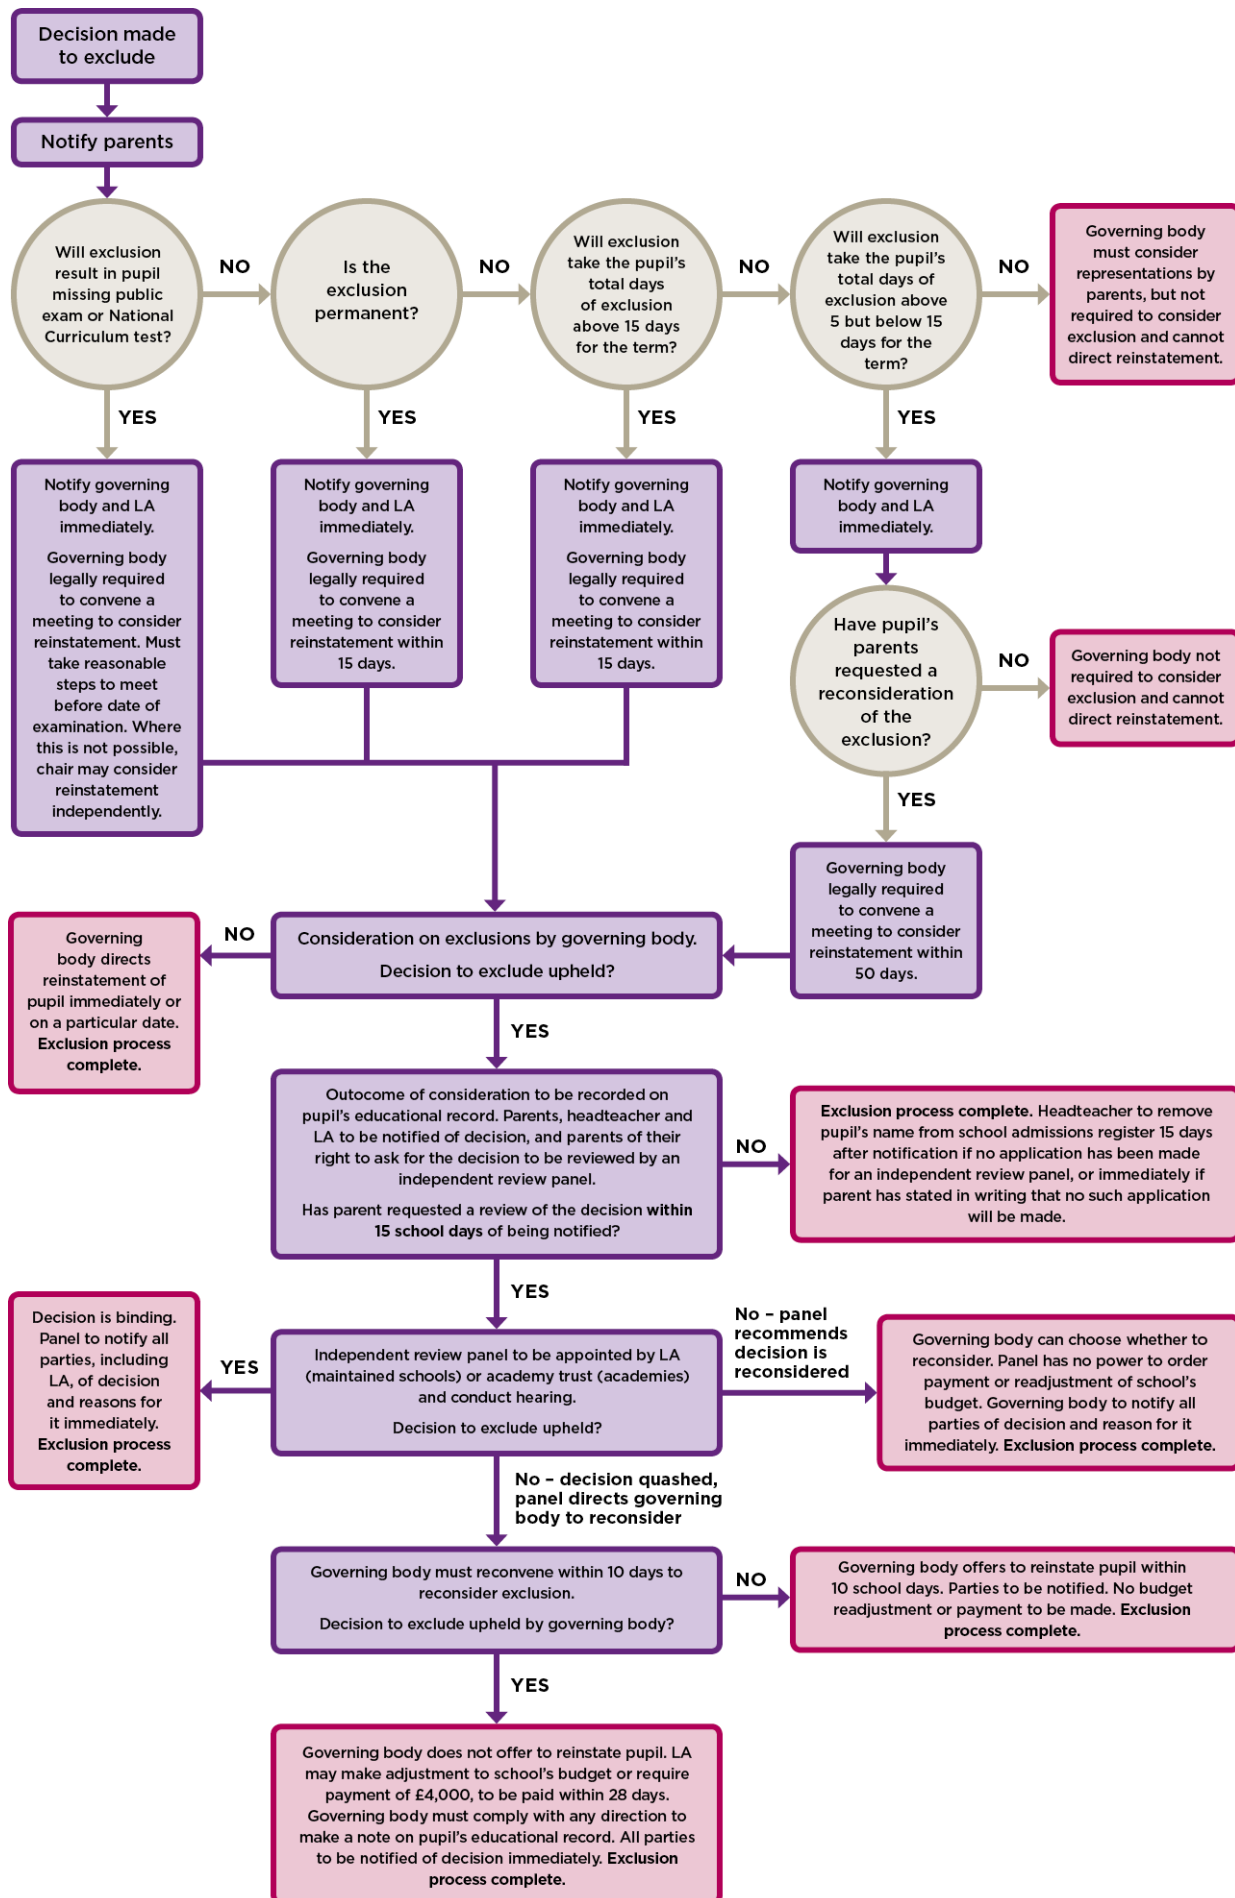 Decision made
to exclude
Notify parents
Will exclusion
result in pupil
missing public
exam or National
Curriculum test?
NO
Is the
exclusion
permanent?
NO
Will exclusion
take the pupil's
total days
of exclusion
above 15 days
for the term?
NO
Will exclusion
take the pupil's
total days of
exclusion above
5 but below 15
days for the
term?
NO
Governing body
must consider
representations by
parents, but not
required to consider
exclusion and cannot
direct reinstatement.
YES
YES
YES
YES
Notify governing
body and LA
immediately.
Governing body
legally required
to convene a
meeting to consider
reinstatement. Must
take reasonable
steps to meet
before date of
examination. Where
this is not possible,
chair may consider
reinstatement
independently.
Notify governing
body and LA
immediately.
Governing body
legally required
to convene a
meeting to consider
reinstatement within
15 days.
Notify governing
body and LA
immediately.
Governing body
legally required
to convene a
meeting to consider
reinstatement within
15 days.
Notify governing
body and LA
immediately.
Have pupil's
parents
requested a
reconsideration
of the
exclusion?
NO
Governing body not
required to consider
exclusion and cannot
direct reinstatement.
YES
Governing body
legally required
to convene a
meeting to consider
reinstatement within
50 days.
Consideration on exclusions by governing body.
Decision to exclude upheld?
NO
Governing
body directs
reinstatement of
pupil immediately or
on a particular date.
Exclusion process
complete.
YES
Outocome of consideration to be recorded on
pupil's educational record. Parents, headteacher and
LA to be notified of decision, and parents of their
right to ask for the decision to be reviewed by an
independent review panel.
Has parent requested a review of the decision within
15 school days of being notified?
NO
Exclusion process complete. Headteacher to remove
pupil's name from school admissions register 15 days
after notification if no application has been made
for an independent review panel, or immediately if
parent has stated in writing that no such application
will be made.
YES
Independent review panel to be appointed by LA
(maintained schools) or academy trust (academies)
and conduct hearing.
Decision to exclude upheld?
YES
Decision is binding.
Panel to notify all
parties, including
LA, of decision
and reasons for
it immediately.
Exclusion process
complete.
No – panel
recommends
decision is
reconsidered
Governing body can choose whether to
reconsider. Panel has no power to order
payment or readjustment of school's
budget. Governing body to notify all
parties of decision and reason for it
immediately. Exclusion process complete.
No – decision quashed,
panel directs governing
body to reconsider
Governing body must reconvene within 10 days to
reconsider exclusion.
Decision to exclude upheld by governing body?
NO
Governing body offers to reinstate pupil within
10 school days. Parties to be notified. No budget
readjustment or payment to be made. Exclusion
process complete.
YES
Governing body does not offer to reinstate pupil. LA
may make adjustment to school's budget or require
payment of £4,000, to be paid within 28 days.
Governing body must comply with any direction to
make a note on pupil's educational record. All parties
to be notified of decision immediately. Exclusion
process complete.